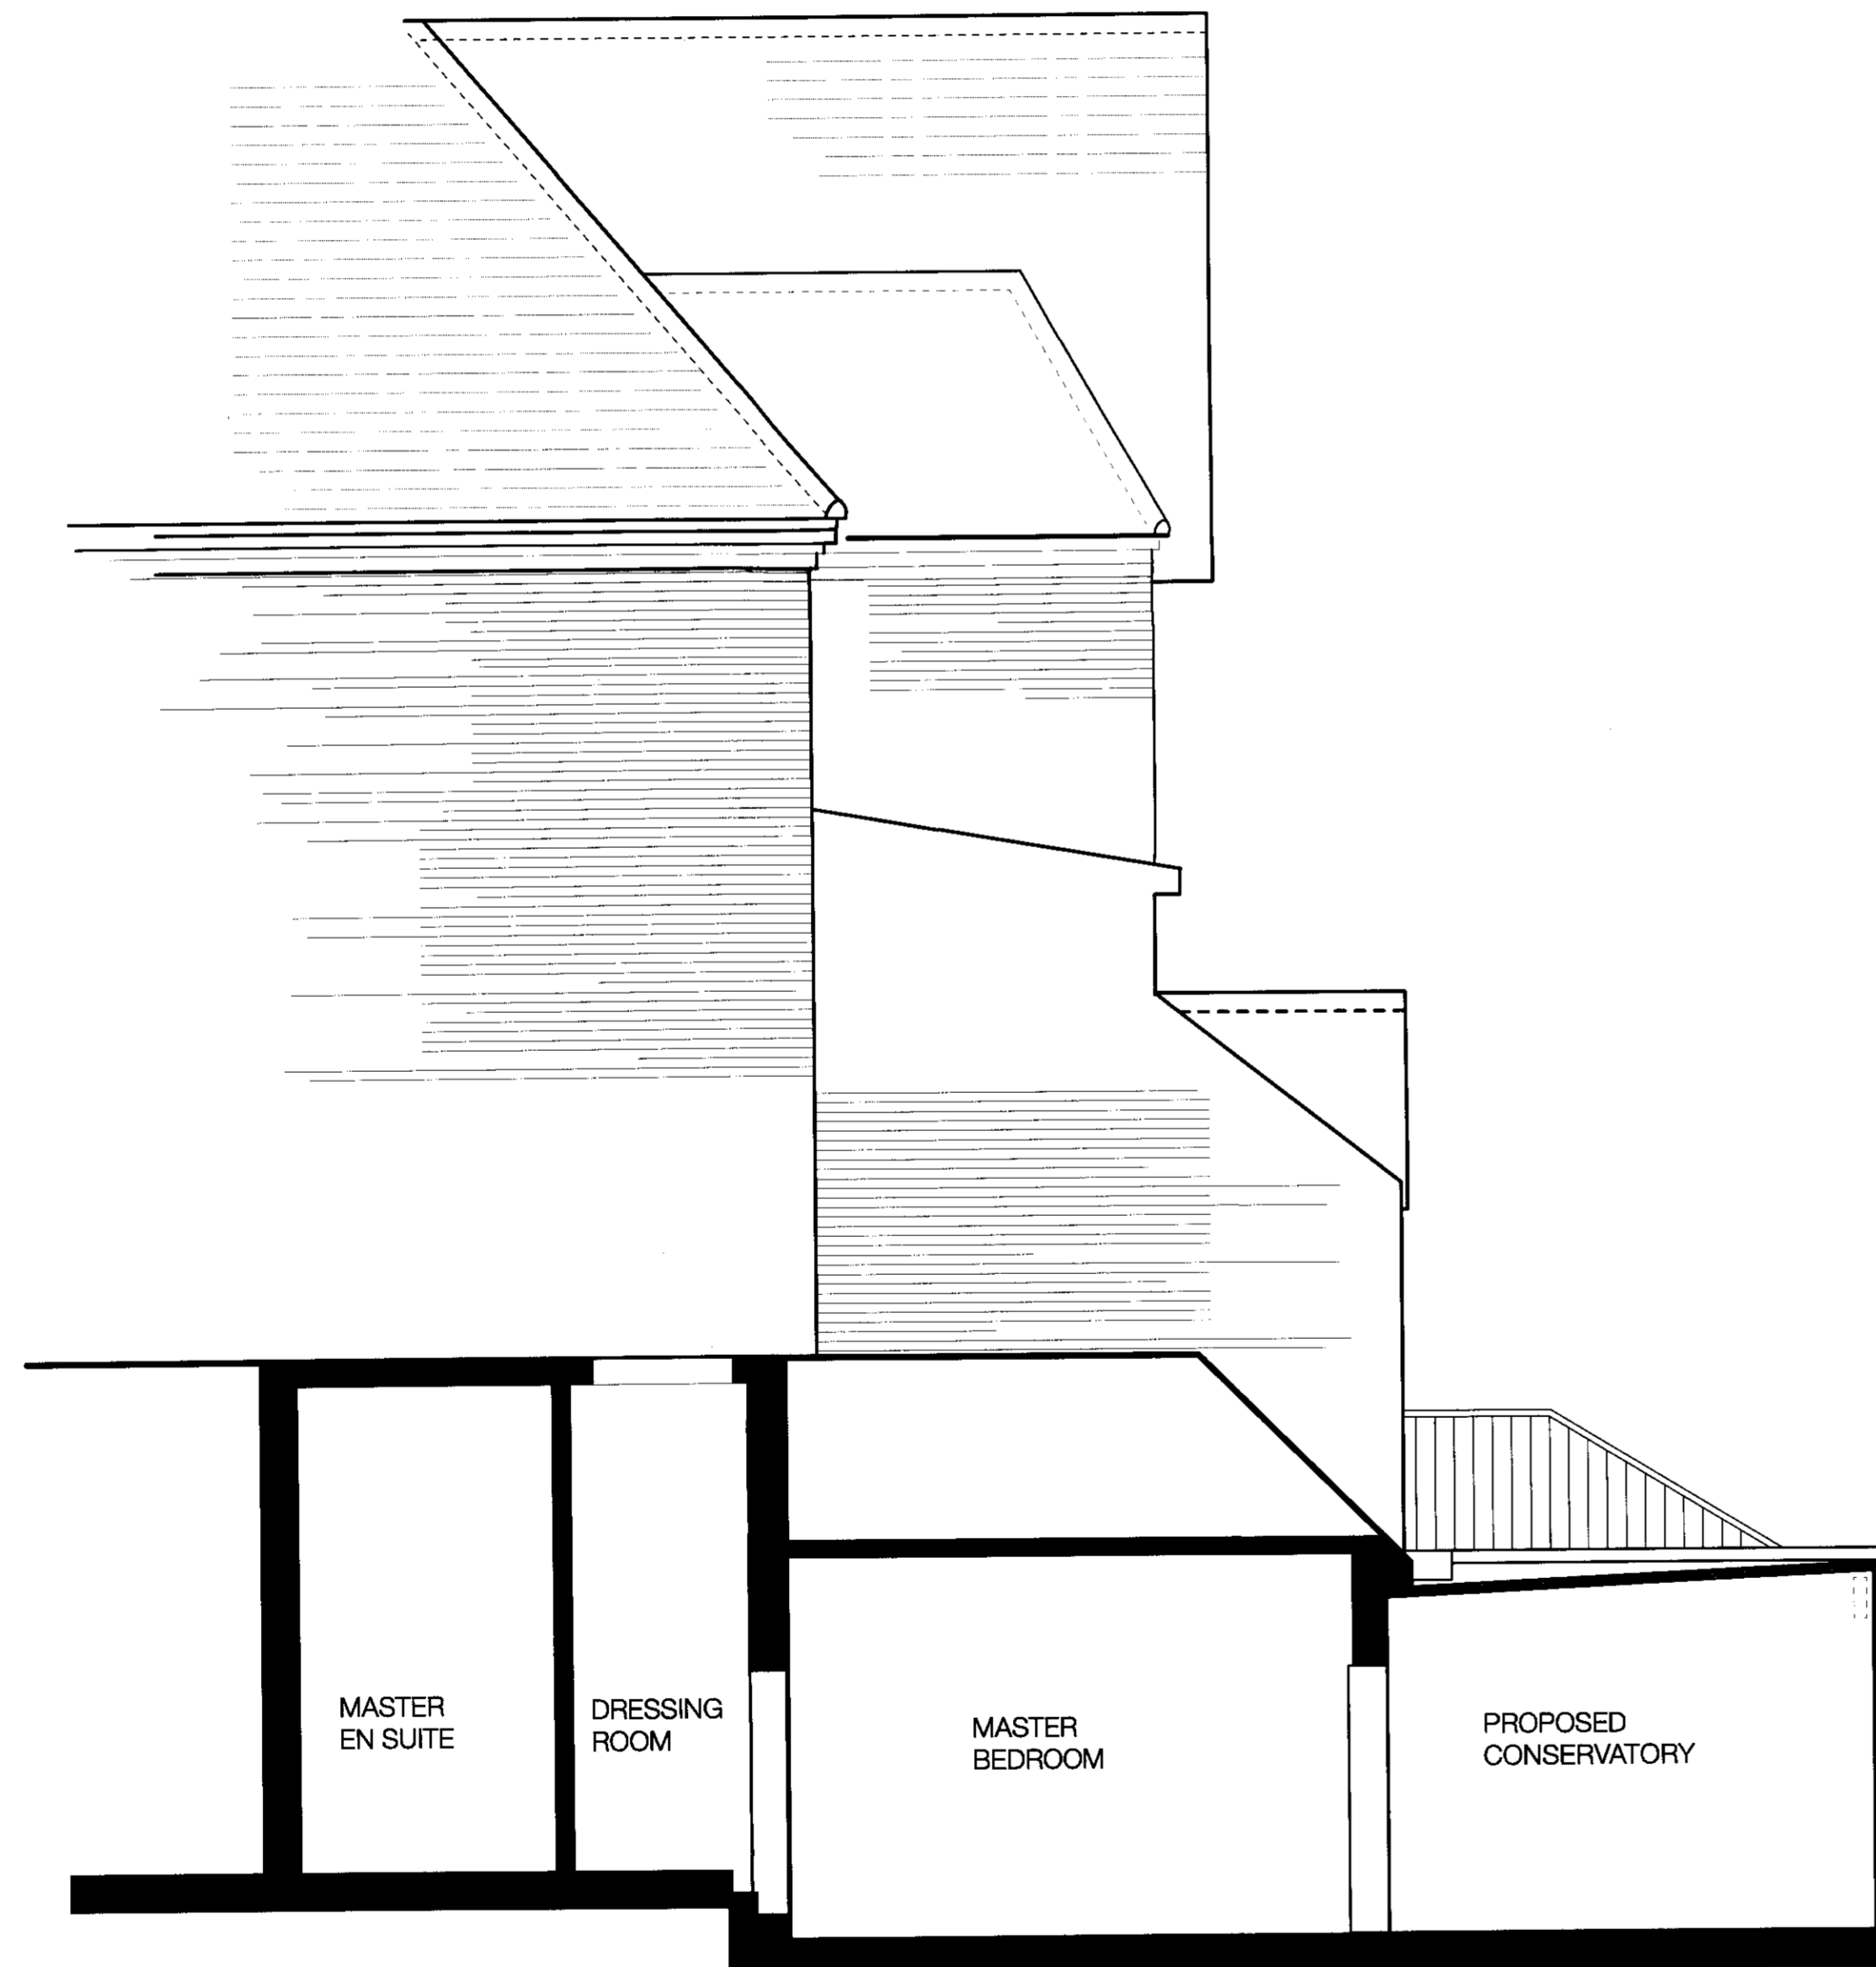 MASTER
EN SUITE
DRESSING
ROOM
MASTER
BEDROOM
PROPOSED
CONSERVATORY